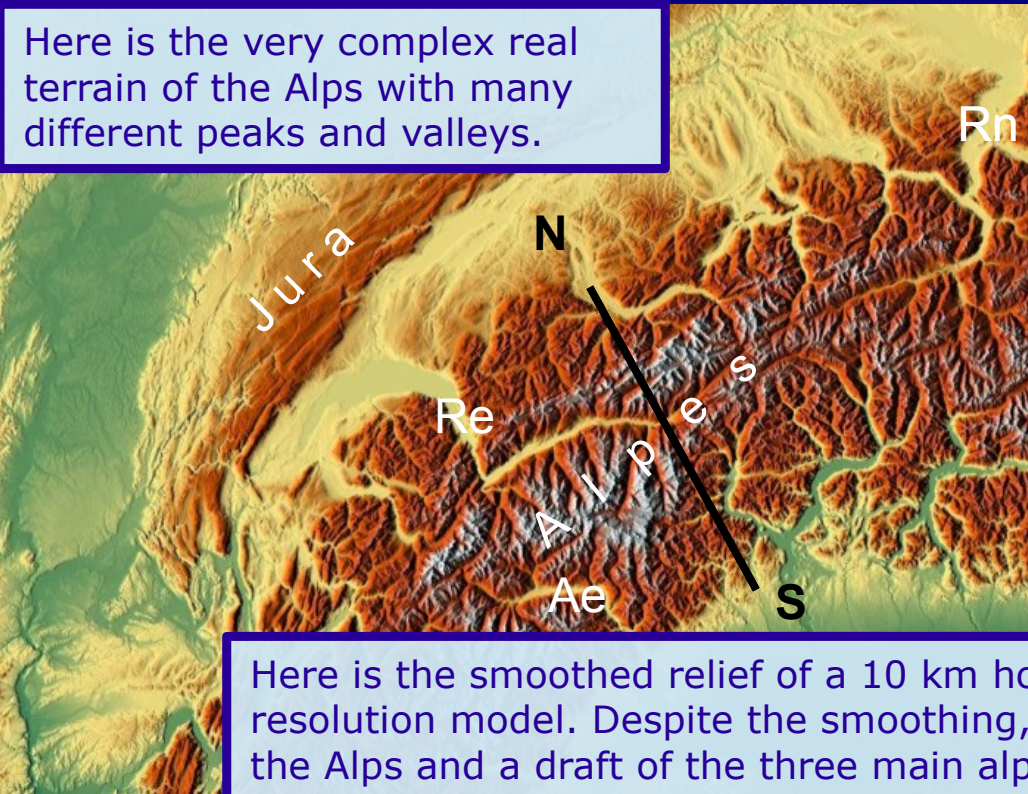 Here is the very complex real
terrain of the Alps with many
different peaks and valleys.
Rn
Jura
N
Re
Alpes
Ae
S
Here is the smoothed relief of a 10 km ho
resolution model. Despite the smoothing,
the Alps and a draft of the three main alp